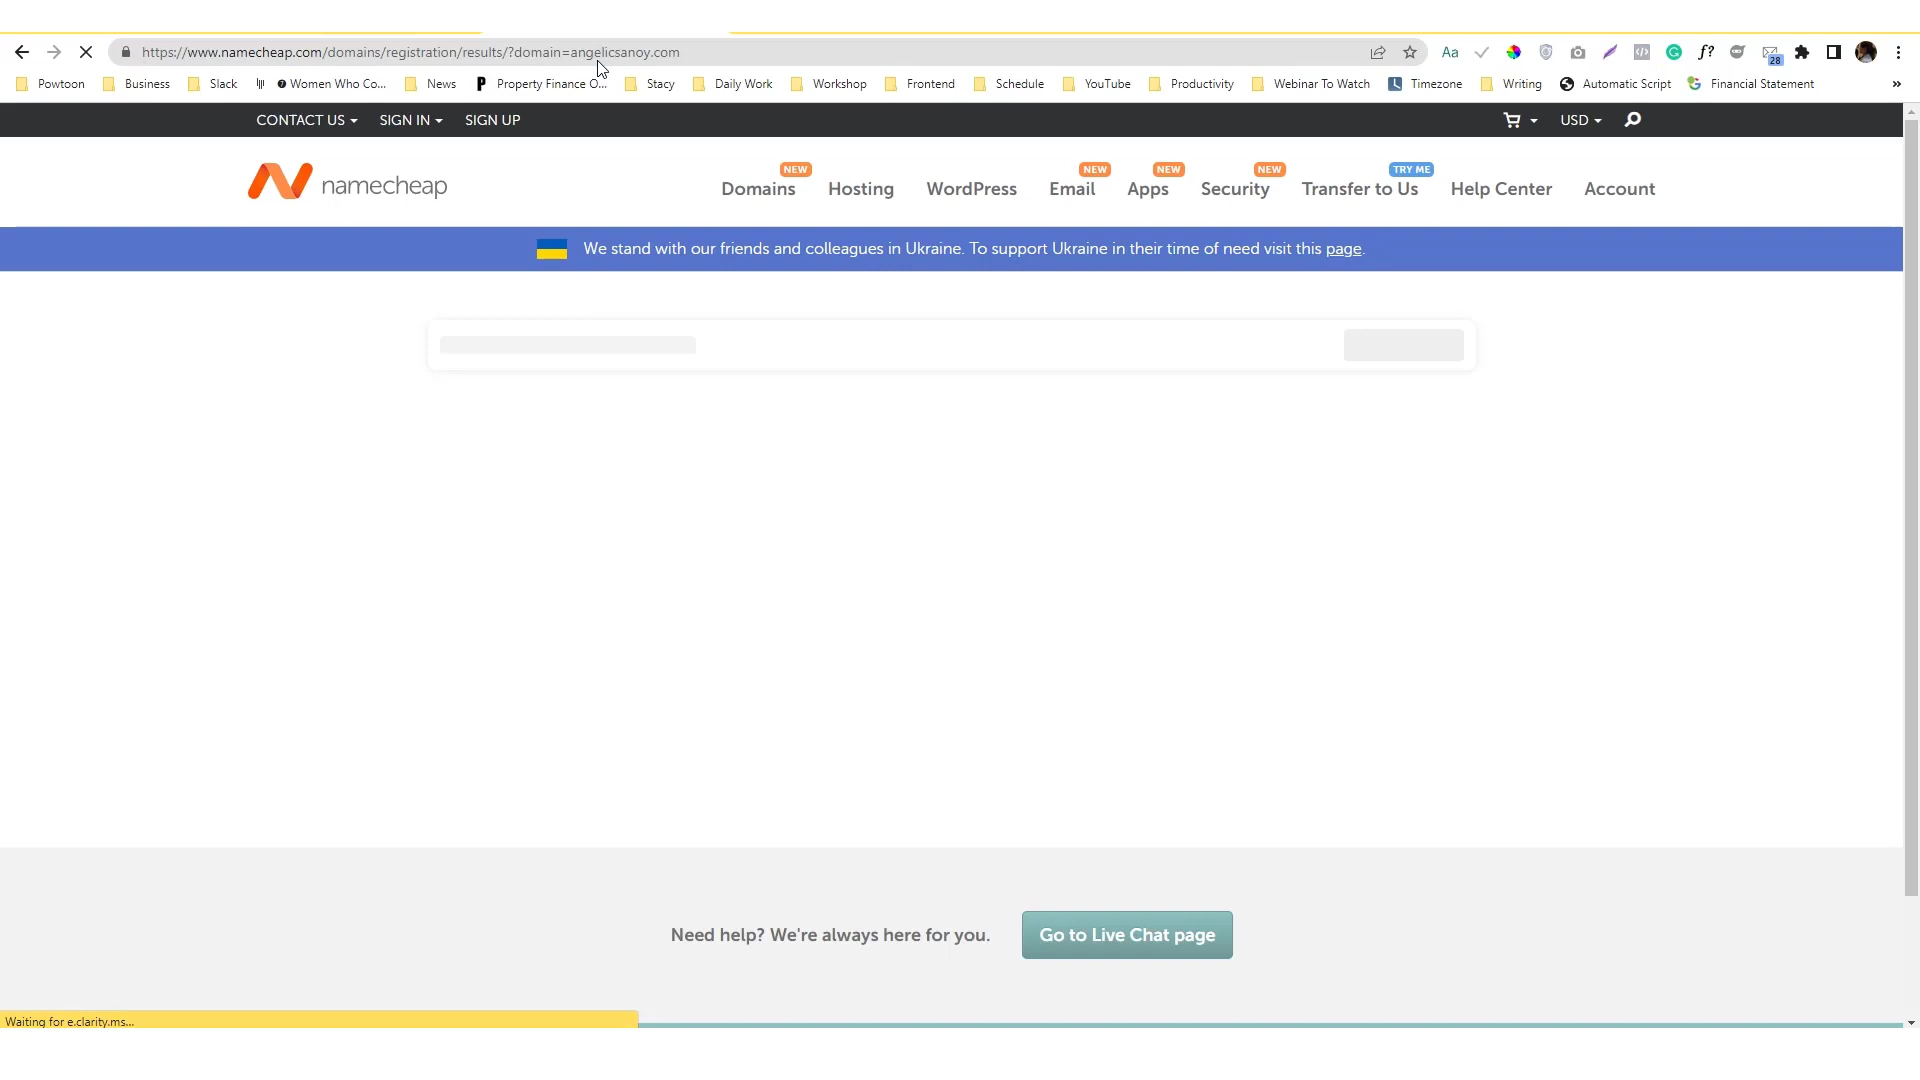 https://www.namecheap.com/domains/registration/results/?domain=angelicsanoy.com
Aa
f?
28
Powtoon
Business
Slack
Women Who Co...
News
Property Finance O...
Stacy
Daily Work
Workshop
Frontend
Schedule
YouTube
Productivity
Webinar To Watch
Timezone
Writing
Automatic Script
Financial Statement
»
CONTACT US
SIGN IN
SIGN UP
USD
namecheap
NEW
Domains
Hosting
WordPress
NEW
Email
NEW
Apps
NEW
Security
TRY ME
Transfer to Us
Help Center
Account
We stand with our friends and colleagues in Ukraine. To support Ukraine in their time of need visit this page.
Need help? We're always here for you.
Go to Live Chat page
Waiting for e.clarity.ms...